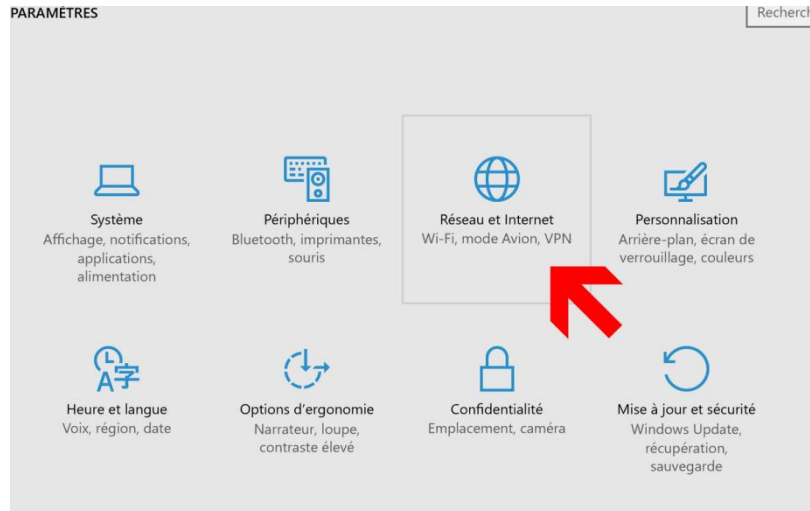 PARAMÈTRES
Recherch
Système
Affichage, notifications,
applications,
alimentation
Périphériques
Bluetooth, imprimantes,
souris
Réseau et Internet
Wi-Fi, mode Avion, VPN
Personnalisation
Arrière-plan, écran de
verrouillage, couleurs
Heure et langue
Voix, région, date
Options d'ergonomie
Narrateur, loupe,
contraste élevé
Confidentialité
Emplacement, caméra
Mise à jour et sécurité
Windows Update,
récupération,
sauvegarde